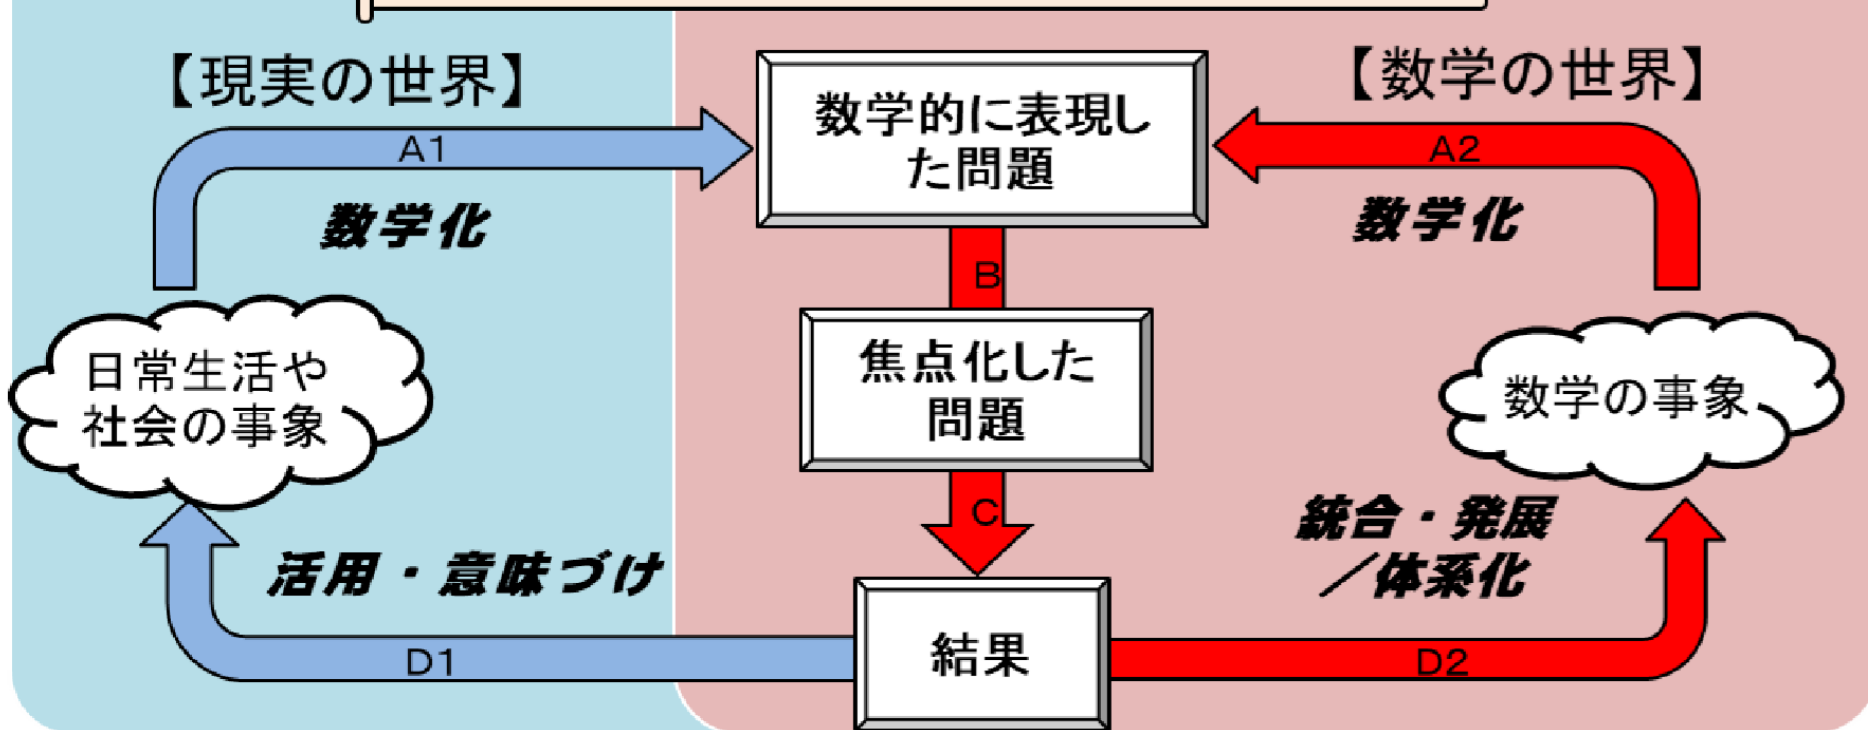 【現実の世界】
【数学の世界】
数学的に表現し
た問題
A1
A2
数学化
数学化
B
日常生活や
社会の事象
焦点化した
問題
数学の事象
C
活用・意味づけ
統合・発展
／体系化
結果
D1
D2